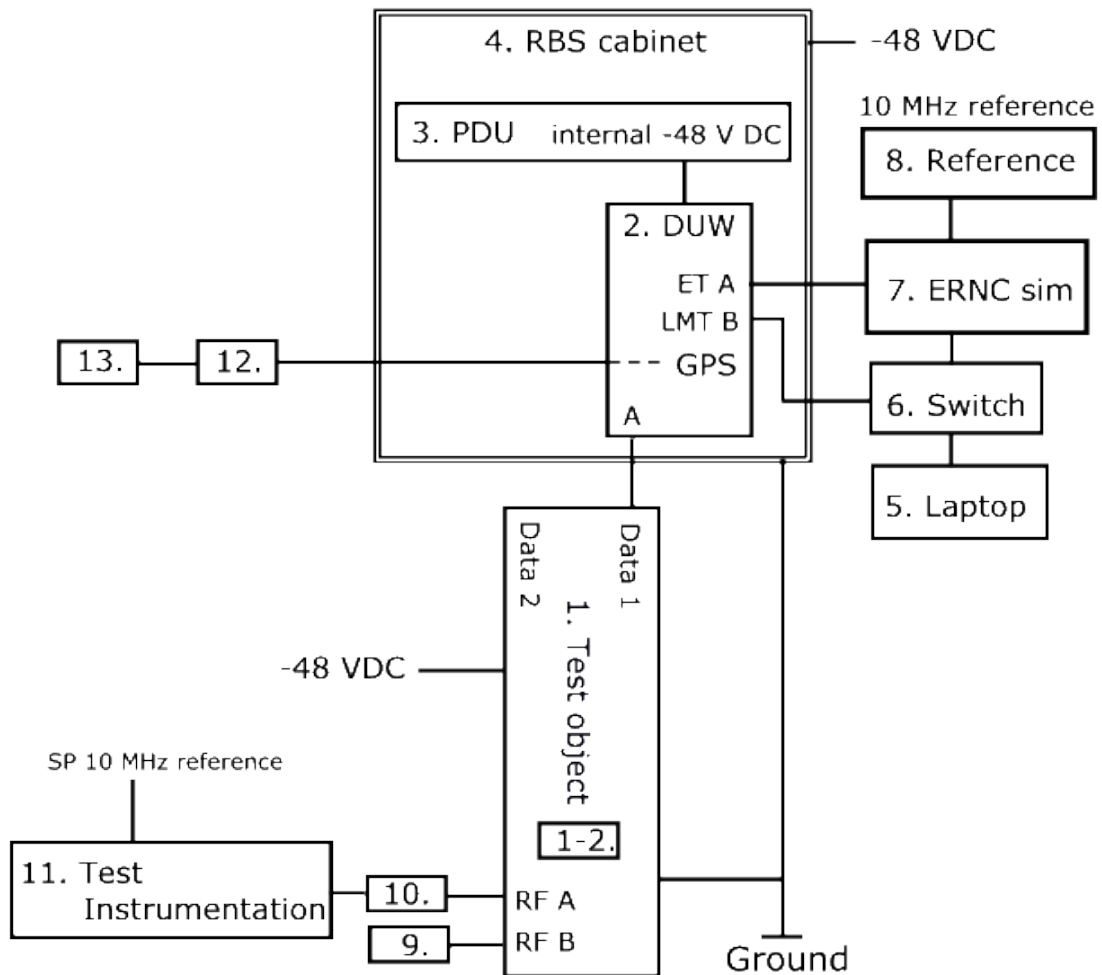 4. RBS cabinet
-48 VDC
10 MHz reference
3. PDU internal -48 V DC
8. Reference
2. DUW
ET A
7. ERNC sim
LMT B
13.
12.
GPS
6. Switch
A
5. Laptop
Data 2
Data 1
1. Test object
-48 VDC
SP 10 MHz reference
1-2.
11. Test
Instrumentation
10.
RF A
9.
RF B
Ground